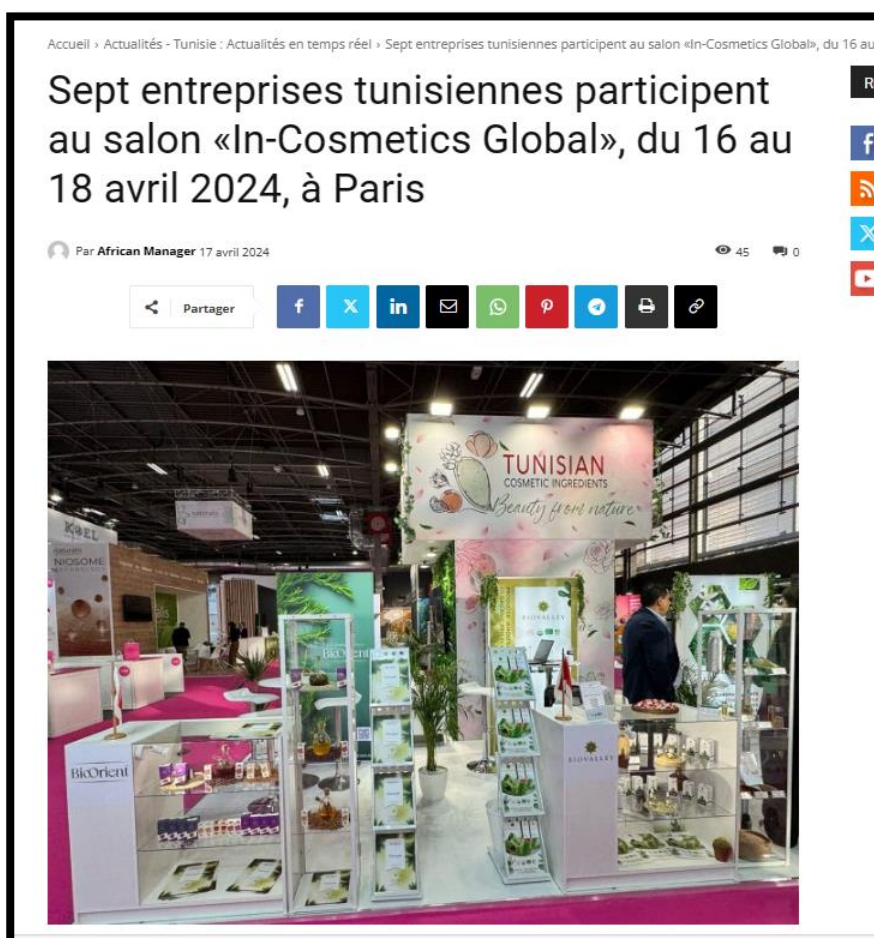 Accueil › Actualités - Tunisie : Actualités en temps réel › Sept entreprises tunisiennes participent au salon «In-Cosmetics Global», du 16 au
Sept entreprises tunisiennes participent
au salon «In-Cosmetics Global», du 16 au
18 avril 2024, à Paris
R
Par African Manager 17 avril 2024
45
0
Partager
TUNISIAN
COSMETIC INGREDIENTS
Beauty from nature
naturals
NIOSOME
BIOVALLEY
BioOrient
BioOrient
BIOVALLEY